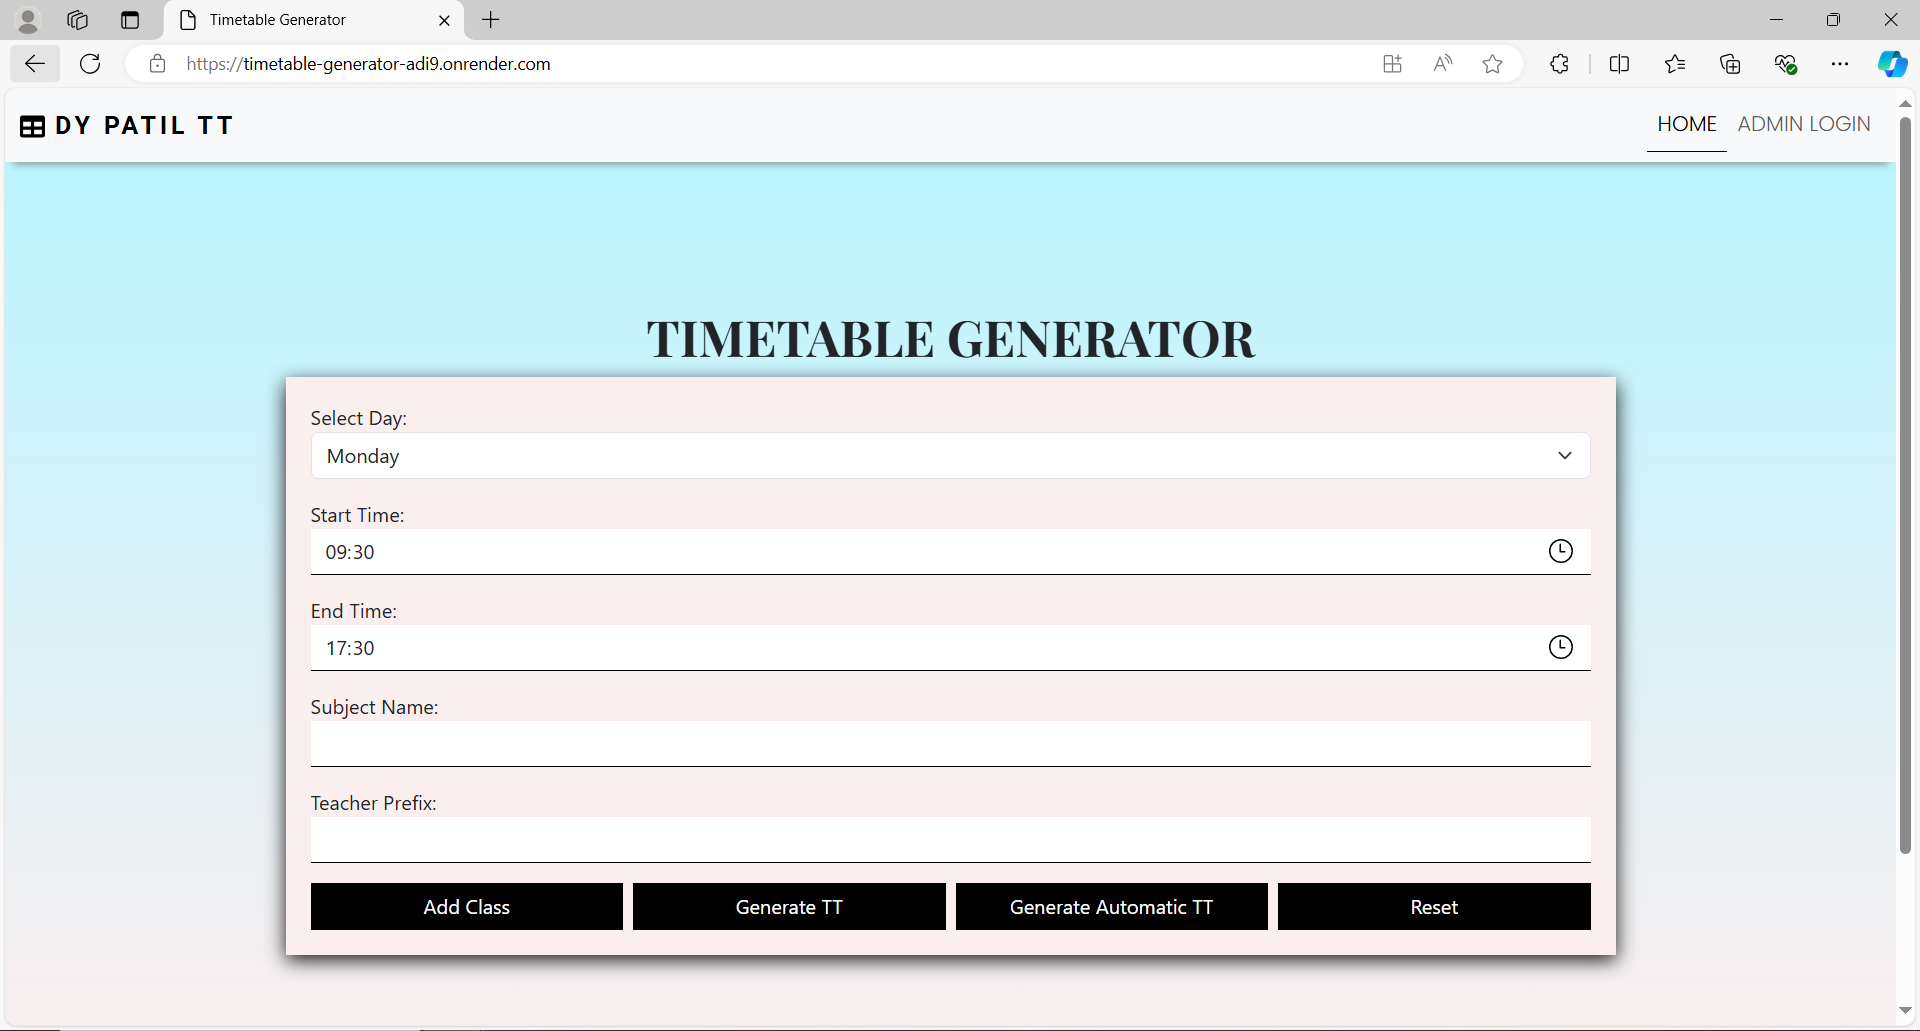 Timetable Generator
https://timetable-generator-adi9.onrender.com
DY PATIL TT
HOME ADMIN LOGIN
TIMETABLE GENERATOR
Select Day:
Monday
Start Time:
09:30
End Time:
17:30
Subject Name:
Teacher Prefix:
Add Class Generate TT Generate Automatic TT Reset